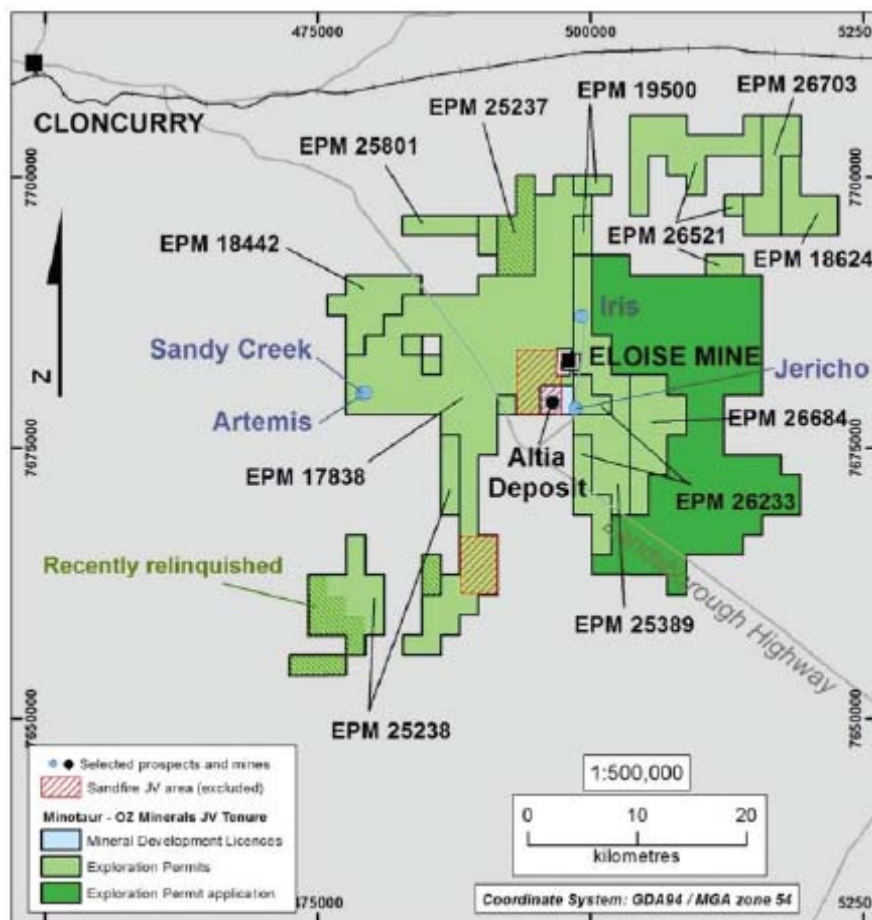 475000
500000
5250
CLONCURRY
EPM 25237
EPM 19500
EPM 26703
EPM 25801
7700000
7700000
EPM 18442
EPM 26521
EPM 18624
Iris
Sandy Creek
ELOISE MINE
Jericho
Artemis
N
EPM 26684
7675000
7675000
EPM 17838
Altia
Deposit
EPM 26233
Recently relinquished
Landsborough Highway
EPM 25389
EPM 25238
7650000
7650000
Selected prospects and mines
Sandfire JV area (excluded)
Minotaur - OZ Minerals JV Tenure
Mineral Development Licences
Exploration Permits
Exploration Permit application
1:500,000
0 10 20
kilometres
Coordinate System: GDA94 / MGA zone 54
475000
500000
5250